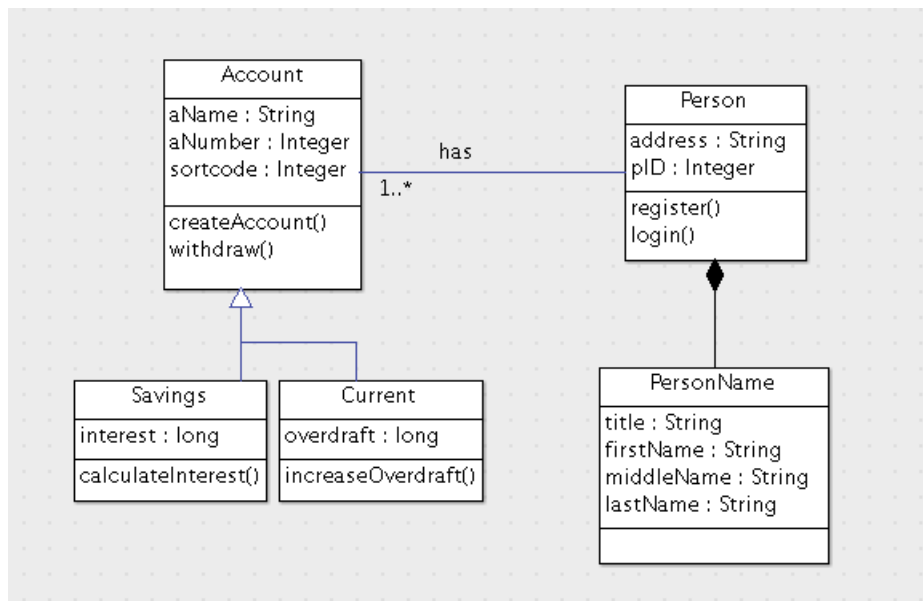 Account
aName : String
aNumber : Integer
sortcode : Integer
createAccount()
withdraw()
has
1..*
Person
address : String
pID : Integer
register()
login()
Savings
interest : long
calculateInterest()
Current
overdraft : long
increaseOverdraft()
PersonName
title : String
firstName : String
middleName : String
lastName : String